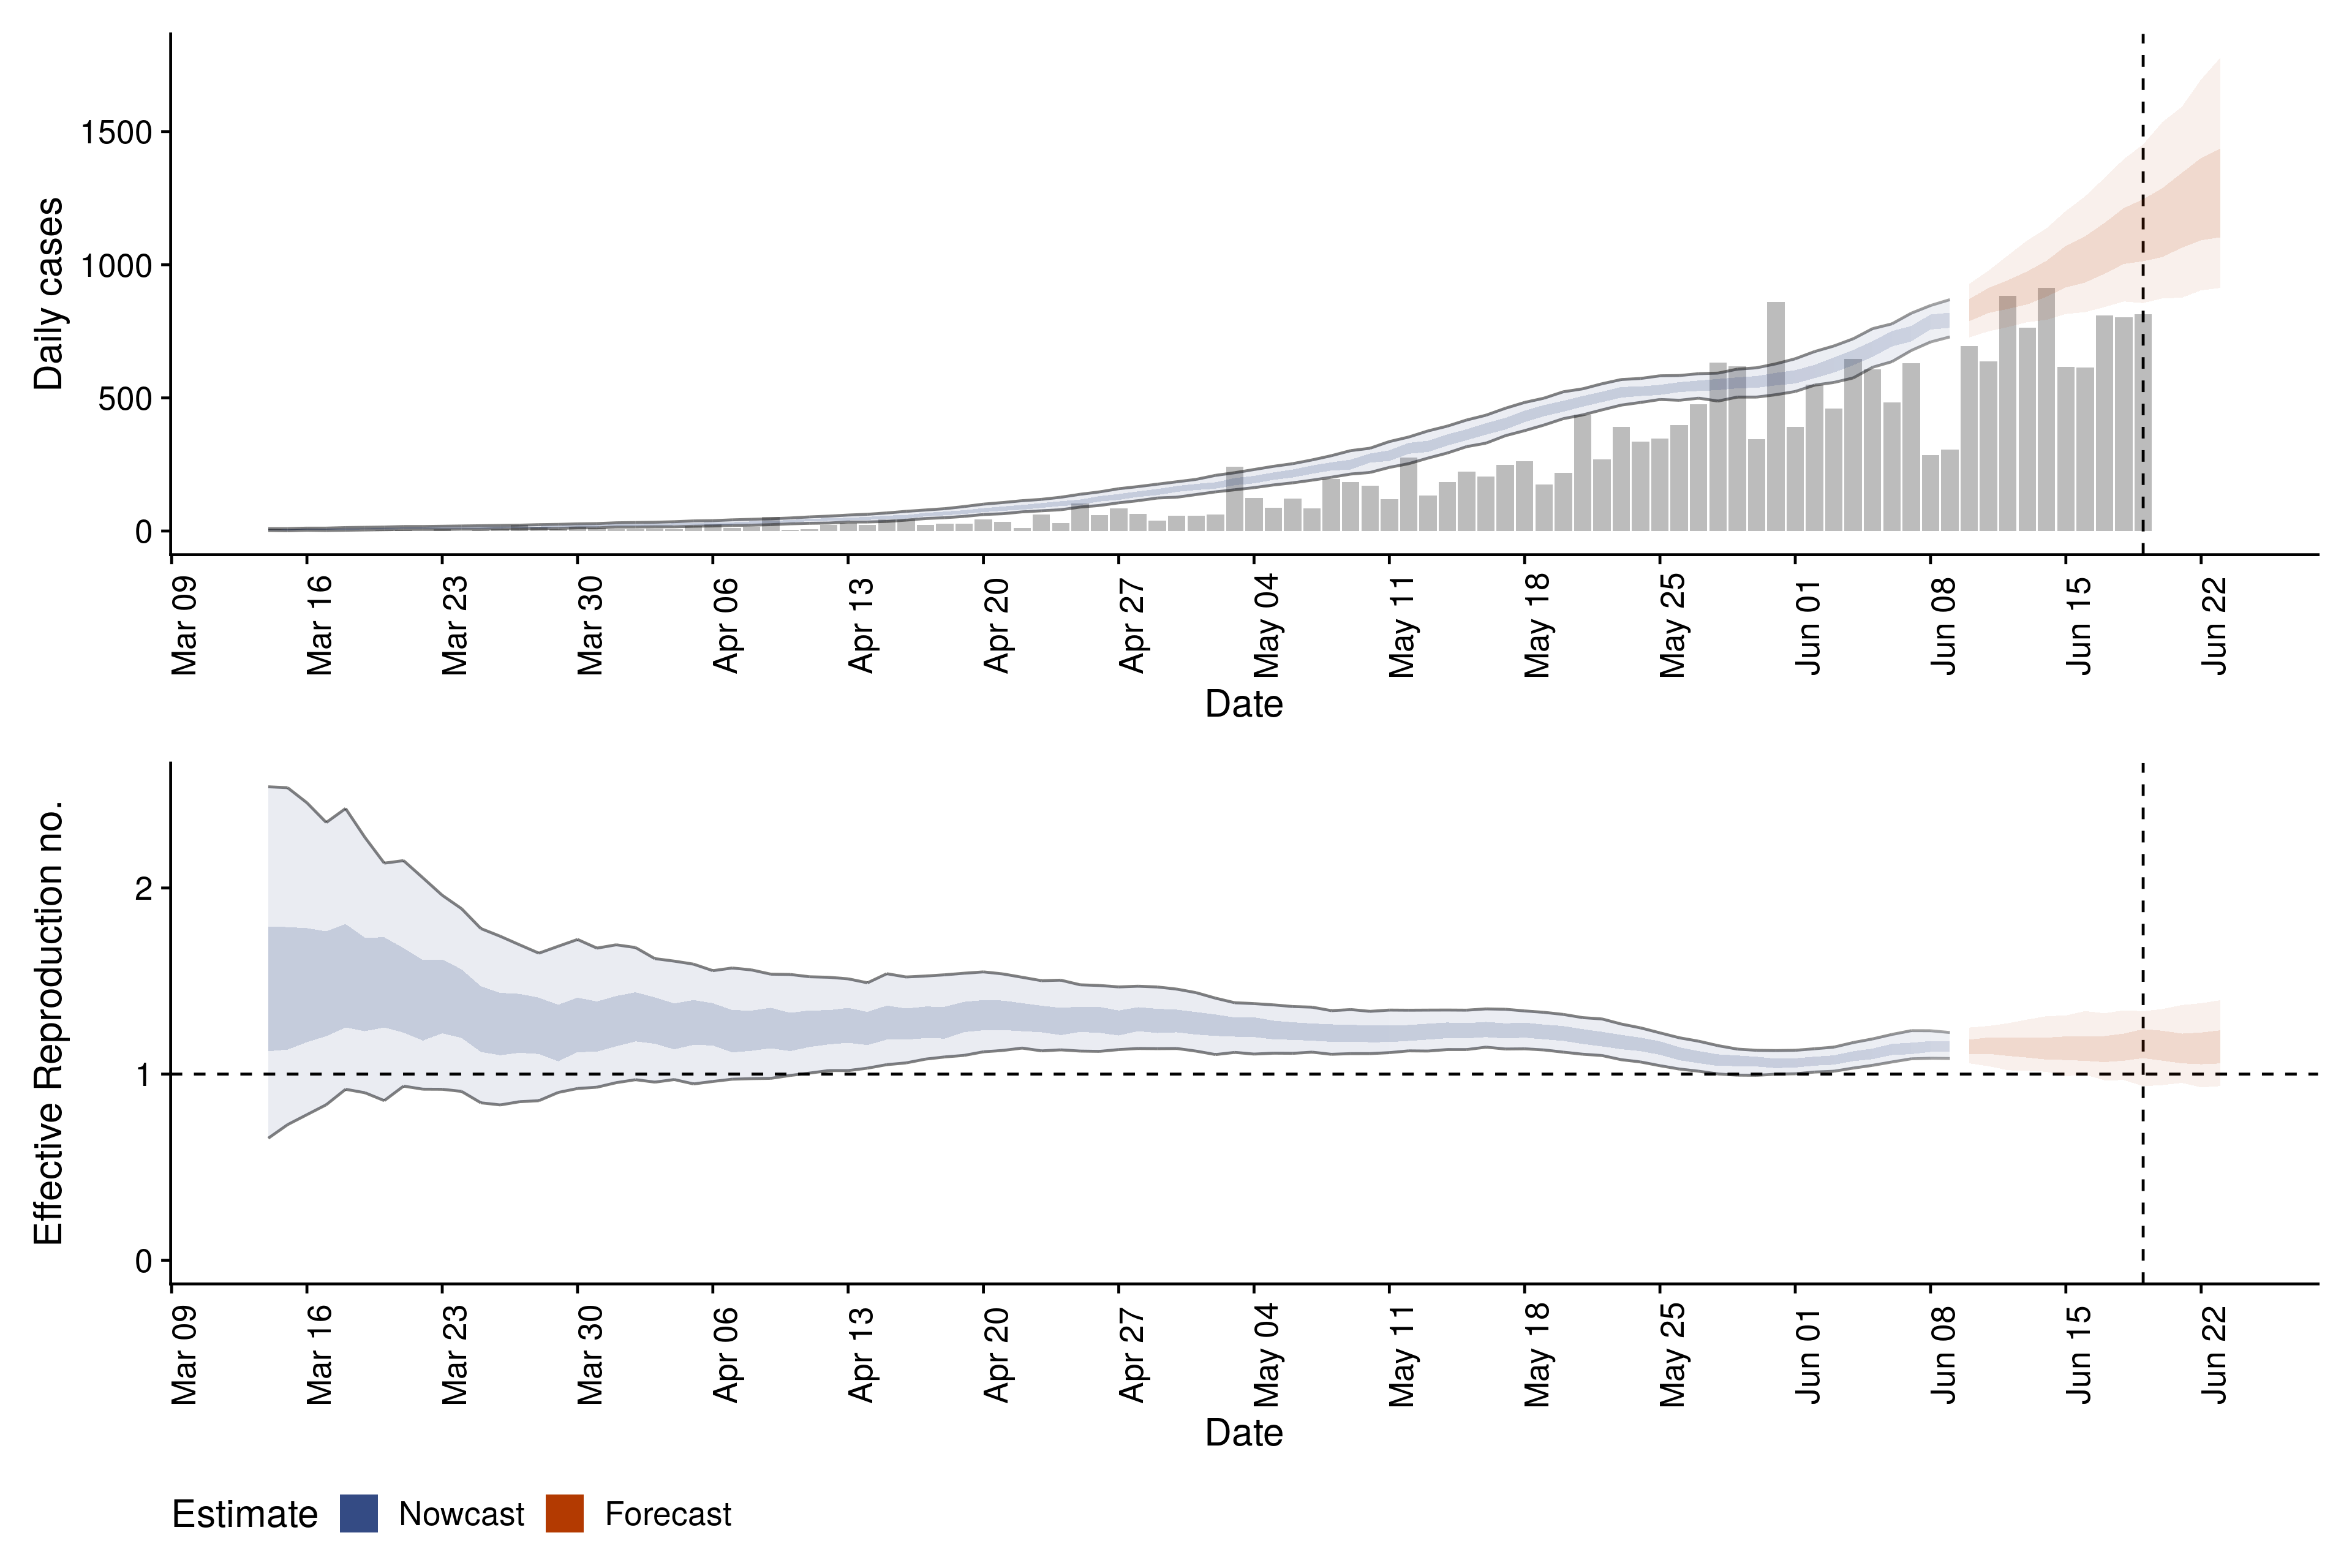 Daily cases
1500
1000
500
0
Mar 09
Mar 16
Mar 23
Mar 30
Apr 06
Apr 13
Apr 20
Apr 27
May 04
May 11
May 18
May 25
Jun 01
Jun 08
Jun 15
Jun 22
Date
Effective Reproduction no.
2
1
0
Mar 09
Mar 16
Mar 23
Mar 30
Apr 06
Apr 13
Apr 20
Apr 27
May 04
May 11
May 18
May 25
Jun 01
Jun 08
Jun 15
Jun 22
Date
Estimate Nowcast Forecast